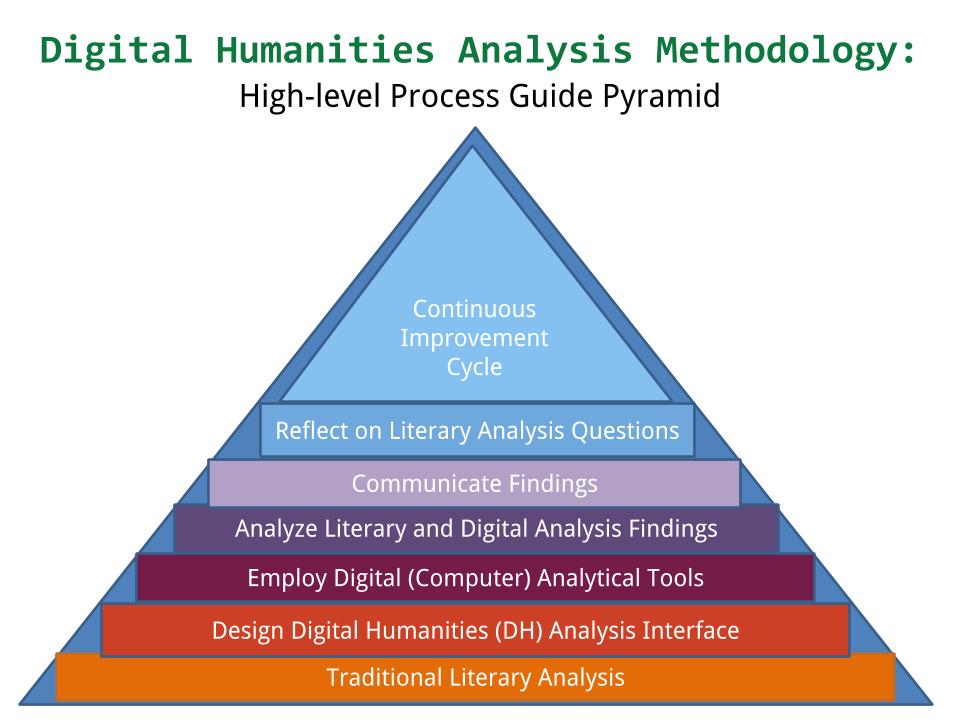 Digital Humanities Analysis Methodology:
High-level Process Guide Pyramid
Continuous
Improvement
Cycle
Reflect on Literary Analysis Questions
Communicate Findings
Analyze Literary and Digital Analysis Findings
Employ Digital (Computer) Analytical Tools
Design Digital Humanities (DH) Analysis Interface
Traditional Literary Analysis